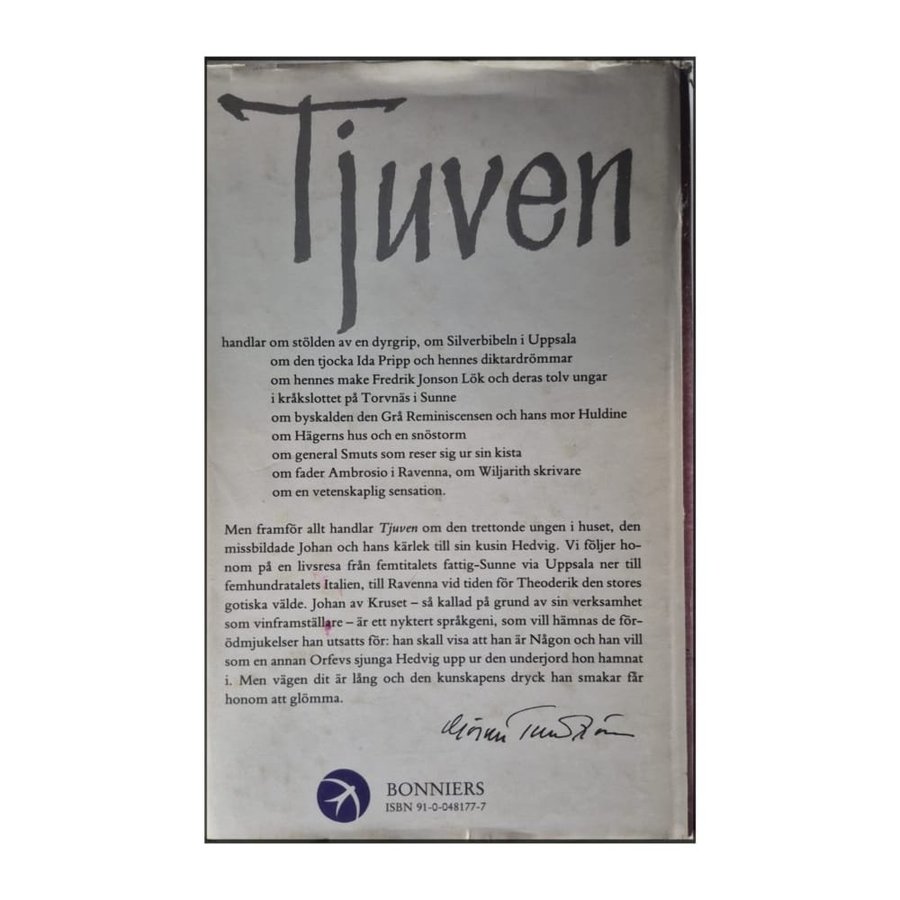 Tjuven
handlar om stölden av en dyrgrip, om Silverbibeln i Uppsala
om den tjocka Ida Pripp och hennes diktardrömmar
om hennes make Fredrik Jonson Lök och deras tolv ungar
i kråkslottet på Torvnäs i Sunne
om byskalden den Grå Reminiscensen och hans mor Huldine
om Hägerns hus och en snöstorm
om general Smuts som reser sig ur sin kista
om fader Ambrosio i Ravenna, om Wiljarith skrivare
om en vetenskaplig sensation.
Men framför allt handlar Tjuven om den trettonde ungen i huset, den
missbildade Johan och hans kärlek till sin kusin Hedvig. Vi följer ho-
nom på en livsresa från femtitalets fattig-Sunne via Uppsala ner till
femhundratalets Italien, till Ravenna vid tiden för Theoderik den stores
gotiska välde. Johan av Kruset – så kallad på grund av sin verksamhet
som vinframställare – är ett nyktert språkgeni, som vill hämnas de för-
ödmjukelser han utsatts för: han skall visa att han är Någon och han vill
som en annan Orfevs sjunga Hedvig upp ur den underjord hon hamnat
i. Men vägen dit är lång och den kunskapens dryck han smakar får
honom att glömma.
Göran Tunström
BONNIERS
ISBN 91-0-048177-7